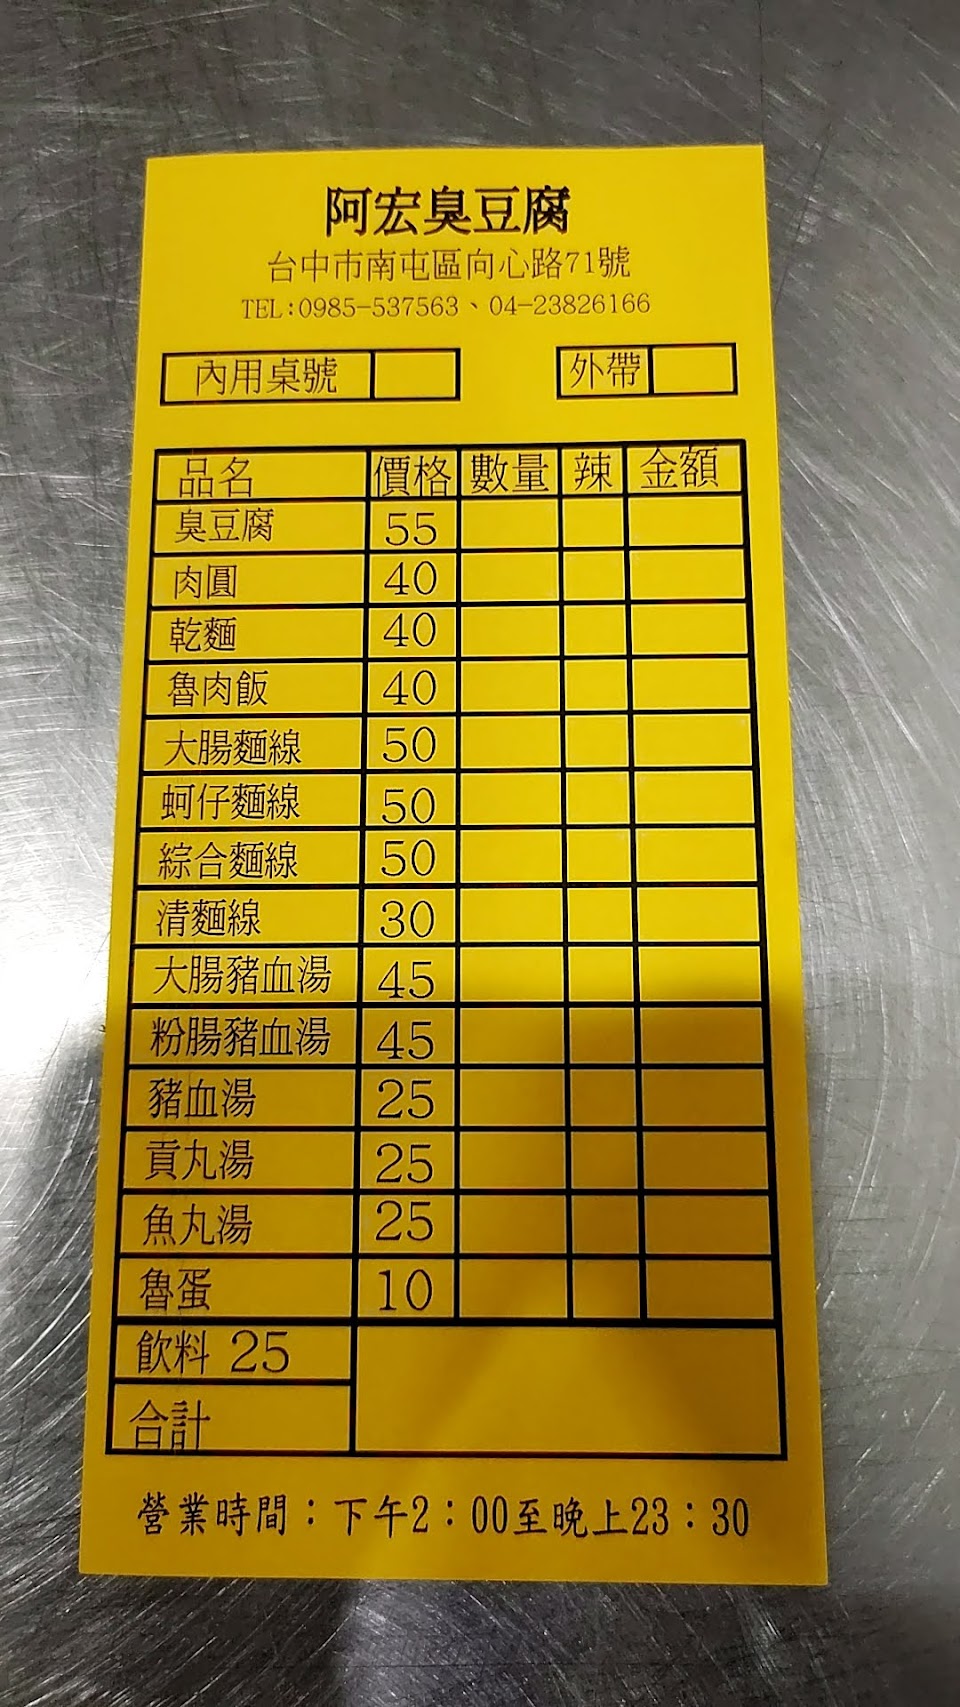 阿宏臭豆腐
台中市南屯區向心路71號
TEL:0985-537563、04-23826166
內用桌號 外帶
品名 價格 數量 辣 金額
臭豆腐 55
肉圓 40
乾麵 40
魯肉飯 40
大腸麵線 50
蚵仔麵線 50
綜合麵線 50
清麵線 30
大腸豬血湯 45
粉腸豬血湯 45
豬血湯 25
貢丸湯 25
魚丸湯 25
魯蛋 10
飲料 25
合計
營業時間：下午2：00至晚上23：30